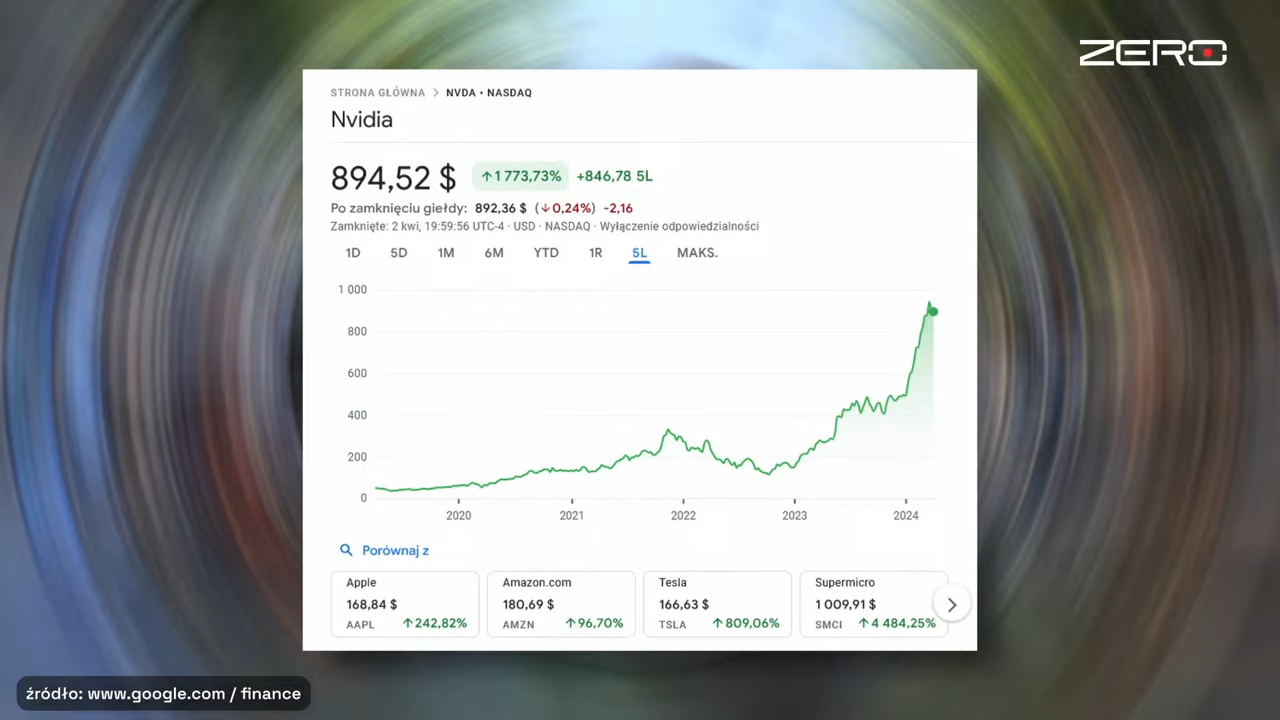 ZERO
STRONA GŁÓWNA > NVDA • NASDAQ
Nvidia
894,52 $ ↑1 773,73% +846,78 5L
Po zamknięciu giełdy: 892,36 $ (↓0,24%) -2,16
Zamknięte: 2 kwi, 19:59:56 UTC-4 · USD · NASDAQ · Wyłączenie odpowiedzialności
1D 5D 1M 6M YTD 1R 5L MAKS.
1 000
800
600
400
200
0
2020 2021 2022 2023 2024
Porównaj z
Apple
168,84 $
AAPL ↑242,82%
Amazon.com
180,69 $
AMZN ↑96,70%
Tesla
166,63 $
TSLA ↑809,06%
Supermicro
1 009,91 $
SMCI ↑4 484,25%
źródło: www.google.com / finance